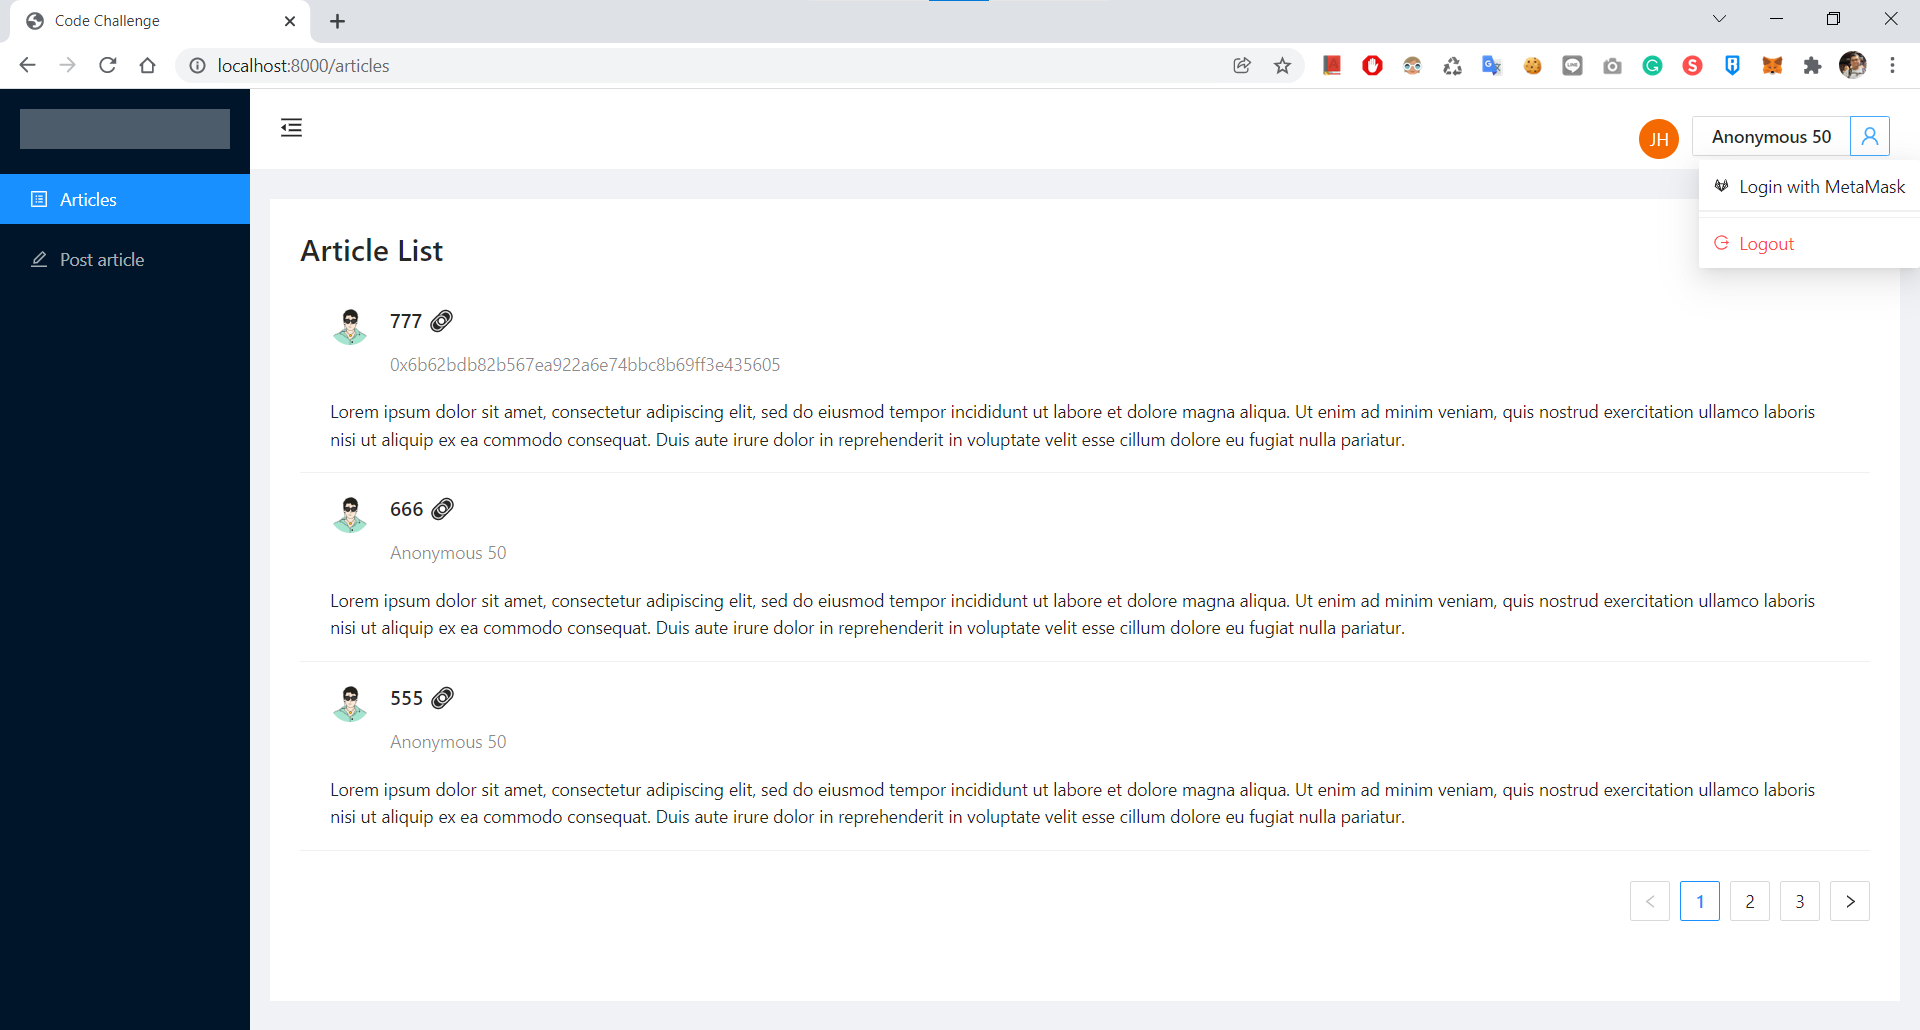 Code Challenge
localhost:8000/articles
JH
Anonymous 50
Login with MetaMask
Logout
Articles
Post article
Article List
777
0x6b62bdb82b567ea922a6e74bbc8b69ff3e435605
Lorem ipsum dolor sit amet, consectetur adipiscing elit, sed do eiusmod tempor incididunt ut labore et dolore magna aliqua. Ut enim ad minim veniam, quis nostrud exercitation ullamco laboris
nisi ut aliquip ex ea commodo consequat. Duis aute irure dolor in reprehenderit in voluptate velit esse cillum dolore eu fugiat nulla pariatur.
666
Anonymous 50
Lorem ipsum dolor sit amet, consectetur adipiscing elit, sed do eiusmod tempor incididunt ut labore et dolore magna aliqua. Ut enim ad minim veniam, quis nostrud exercitation ullamco laboris
nisi ut aliquip ex ea commodo consequat. Duis aute irure dolor in reprehenderit in voluptate velit esse cillum dolore eu fugiat nulla pariatur.
555
Anonymous 50
Lorem ipsum dolor sit amet, consectetur adipiscing elit, sed do eiusmod tempor incididunt ut labore et dolore magna aliqua. Ut enim ad minim veniam, quis nostrud exercitation ullamco laboris
nisi ut aliquip ex ea commodo consequat. Duis aute irure dolor in reprehenderit in voluptate velit esse cillum dolore eu fugiat nulla pariatur.
1 2 3